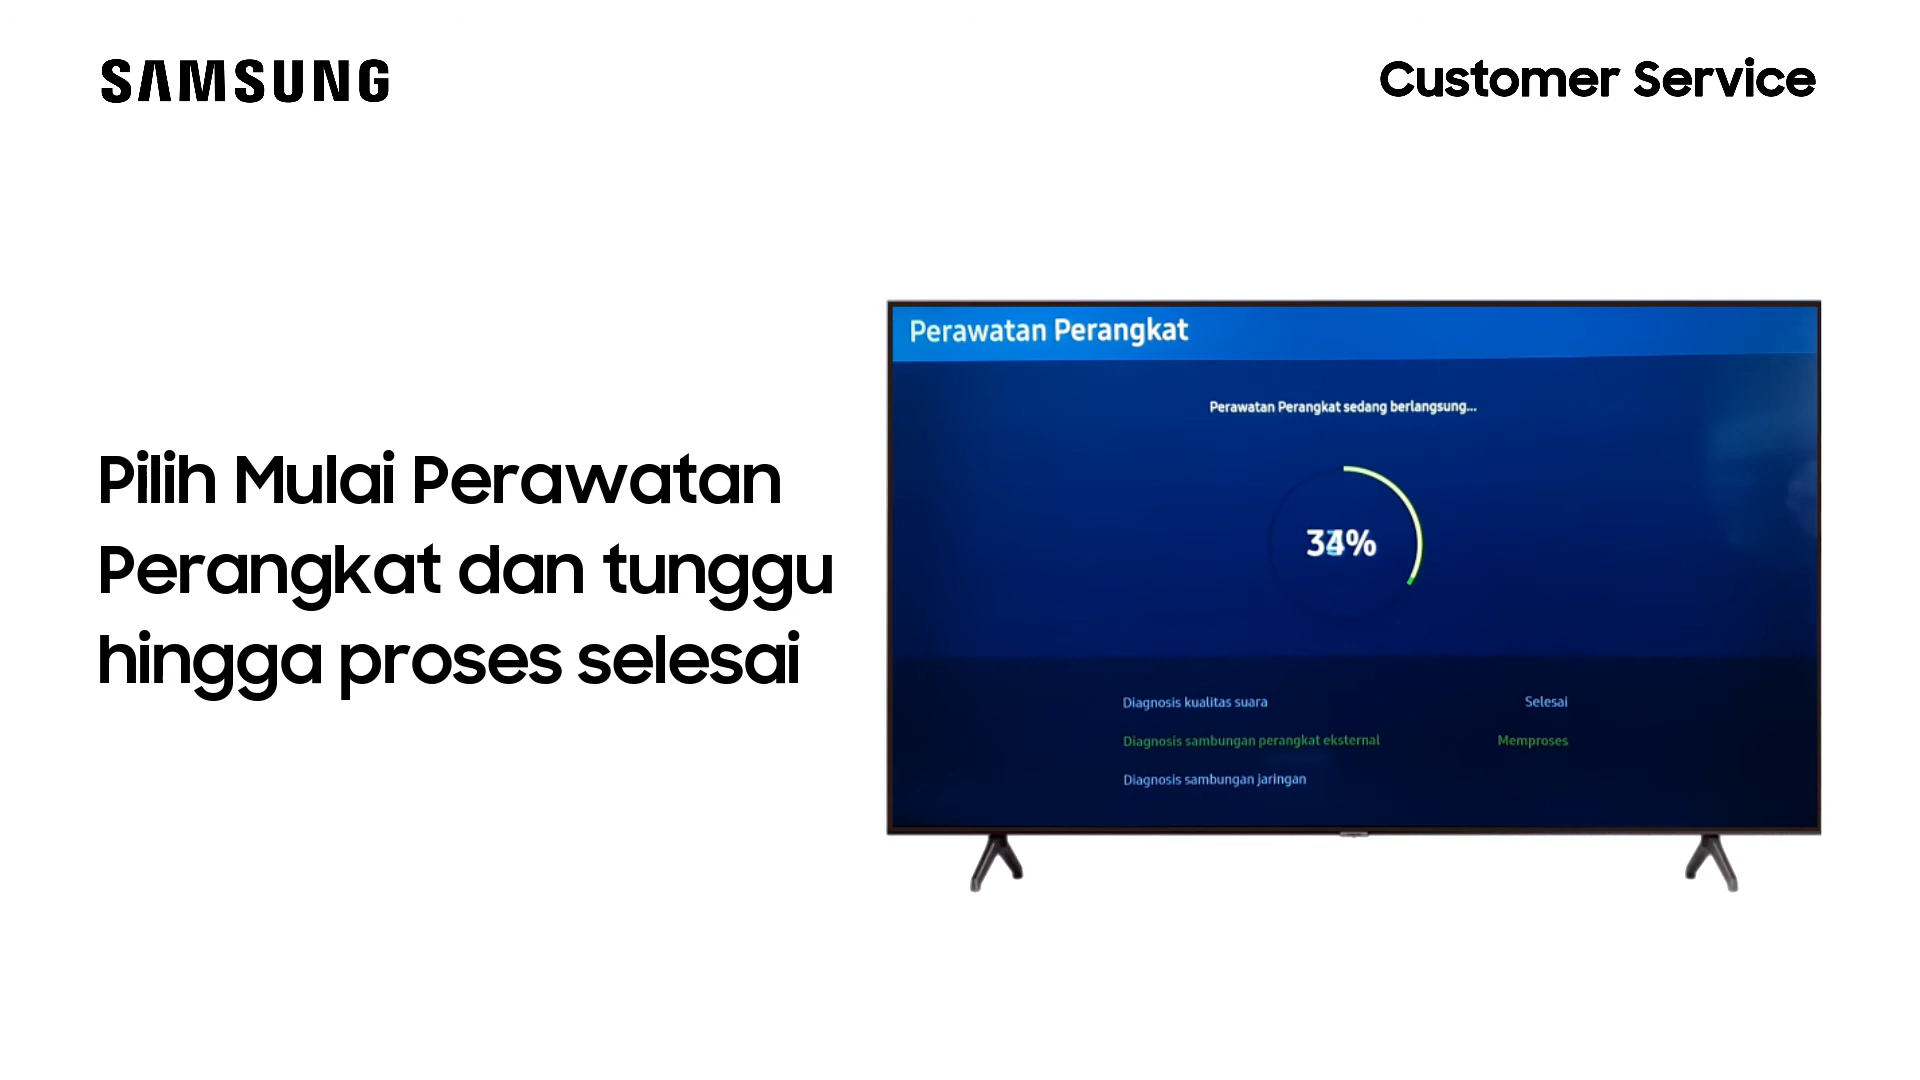 SAMSUNG
Customer Service
Pilih Mulai Perawatan
Perangkat dan tunggu
hingga proses selesai
Perawatan Perangkat
Perawatan Perangkat sedang berlangsung...
Diagnosis kualitas suara Selesai
Diagnosis sambungan perangkat eksternal Memproses
Diagnosis sambungan jaringan